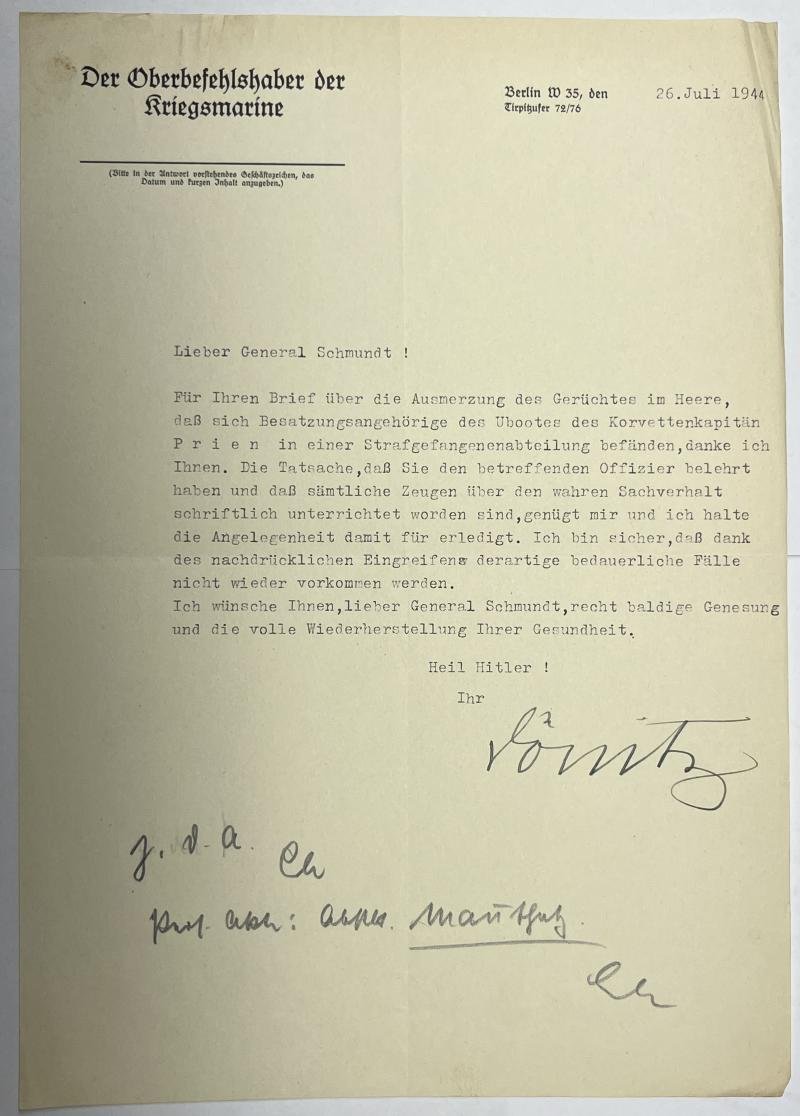 Der Oberbefehlshaber der
Kriegsmarine
Berlin W 35, den 26.Juli 1944
Tirpitzufer 72/76
(Bitte in der Antwort vorstehendes Geschäftszeichen, das
Datum und kurzen Inhalt anzugeben.)
Lieber General Schmundt !
Für Ihren Brief über die Ausmerzung des Gerüchtes im Heere,
daß sich Besatzungsangehörige des Ubootes des Korvettenkapitän
P r i e n in einer Strafgefangenenabteilung befänden,danke ich
Ihnen. Die Tatsache,daß Sie den betreffenden Offizier belehrt
haben und daß sämtliche Zeugen über den wahren Sachverhalt
schriftlich unterrichtet worden sind,genügt mir und ich halte
die Angelegenheit damit für erledigt. Ich bin sicher,daß dank
des nachdrücklichen Eingreifens derartige bedauerliche Fälle
nicht wieder vorkommen werden.
Ich wünsche Ihnen,lieber General Schmundt,recht baldige Genesung
und die volle Wiederherstellung Ihrer Gesundheit.
Heil Hitler !
Ihr
Dönitz
z. d. A.